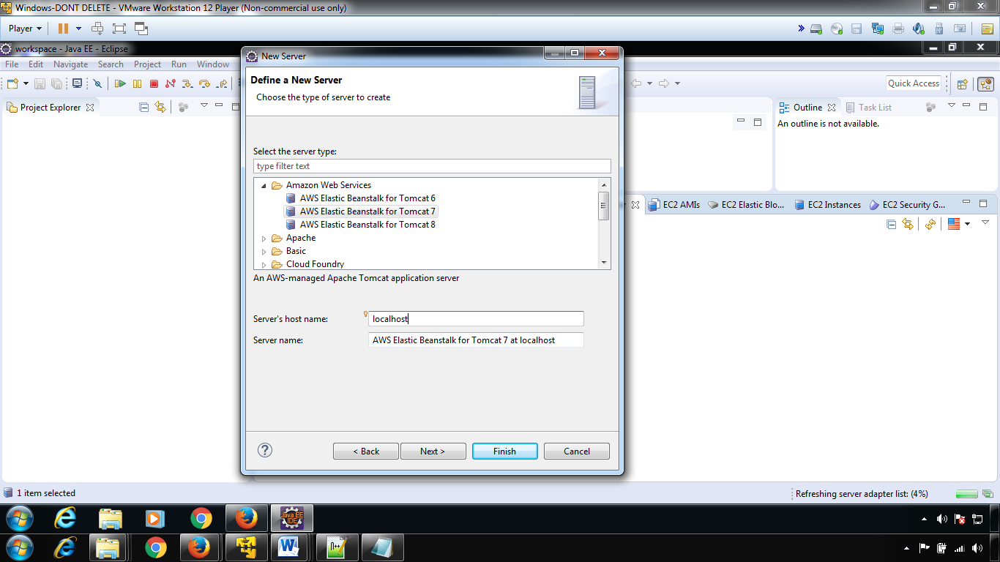 Windows-DONT DELETE - VMware Workstation 12 Player (Non-commercial use only)
Player
workspace - Java EE - Eclipse
File Edit Navigate Search Project Run Window
Quick Access
Project Explorer
New Server
Define a New Server
Choose the type of server to create
Select the server type:
type filter text
Amazon Web Services
AWS Elastic Beanstalk for Tomcat 6
AWS Elastic Beanstalk for Tomcat 7
AWS Elastic Beanstalk for Tomcat 8
Apache
Basic
Cloud Foundry
An AWS-managed Apache Tomcat application server
Server's host name: localhost
Server name: AWS Elastic Beanstalk for Tomcat 7 at localhost
< Back Next > Finish Cancel
Outline Task List
An outline is not available.
EC2 AMIs EC2 Elastic Blo... EC2 Instances EC2 Security G...
1 item selected
Refreshing server adapter list: (4%)
Java EE
IDE